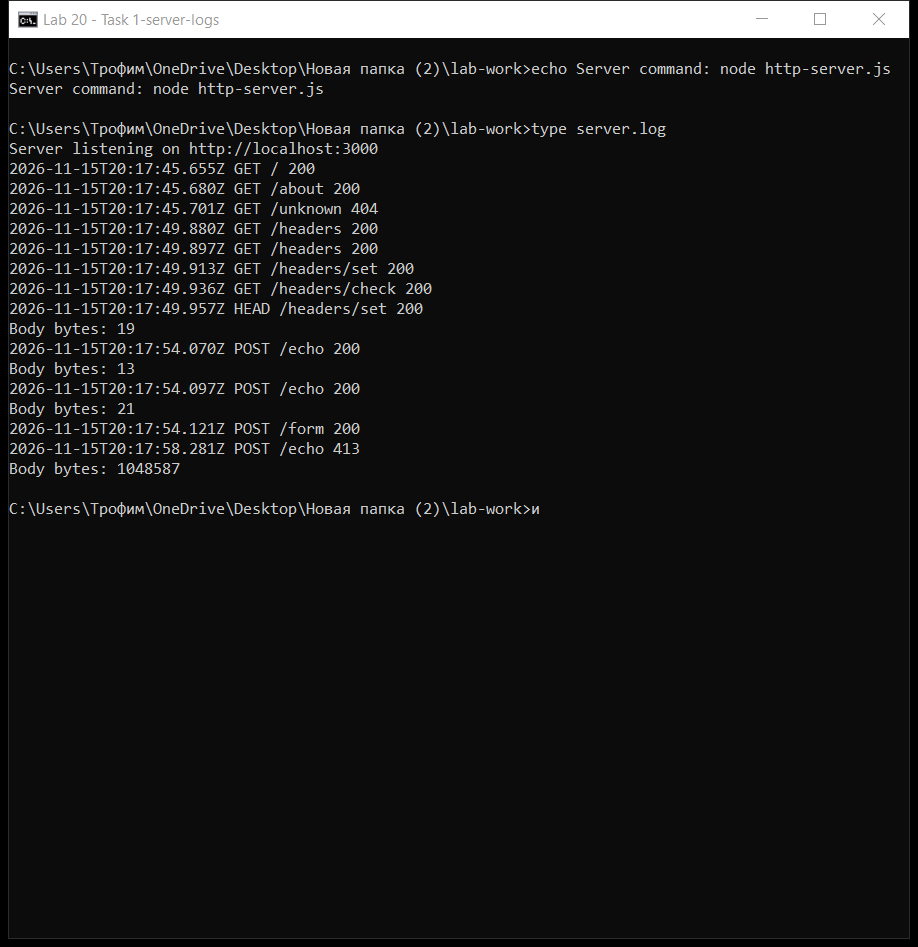 Lab 20 - Task 1-server-logs
C:\Users\Трофим\OneDrive\Desktop\Новая папка (2)\lab-work>echo Server command: node http-server.js
Server command: node http-server.js
C:\Users\Трофим\OneDrive\Desktop\Новая папка (2)\lab-work>type server.log
Server listening on http://localhost:3000
2026-11-15T20:17:45.655Z GET / 200
2026-11-15T20:17:45.680Z GET /about 200
2026-11-15T20:17:45.701Z GET /unknown 404
2026-11-15T20:17:49.880Z GET /headers 200
2026-11-15T20:17:49.897Z GET /headers 200
2026-11-15T20:17:49.913Z GET /headers/set 200
2026-11-15T20:17:49.936Z GET /headers/check 200
2026-11-15T20:17:49.957Z HEAD /headers/set 200
Body bytes: 19
2026-11-15T20:17:54.070Z POST /echo 200
Body bytes: 13
2026-11-15T20:17:54.097Z POST /echo 200
Body bytes: 21
2026-11-15T20:17:54.121Z POST /form 200
2026-11-15T20:17:58.281Z POST /echo 413
Body bytes: 1048587
C:\Users\Трофим\OneDrive\Desktop\Новая папка (2)\lab-work>и